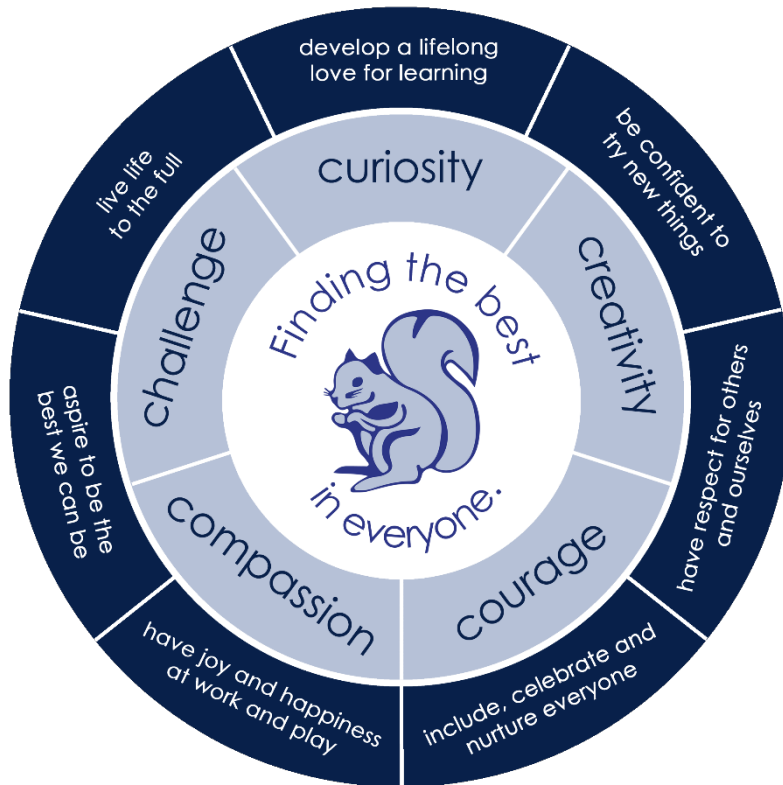 develop a lifelong
love for learning
be confident to
try new things
have respect for others
and ourselves
include, celebrate and
nurture everyone
have joy and happiness
at work and play
aspire to be the
best we can be
live life
to the full
curiosity
creativity
courage
compassion
challenge
Finding the best
in everyone.